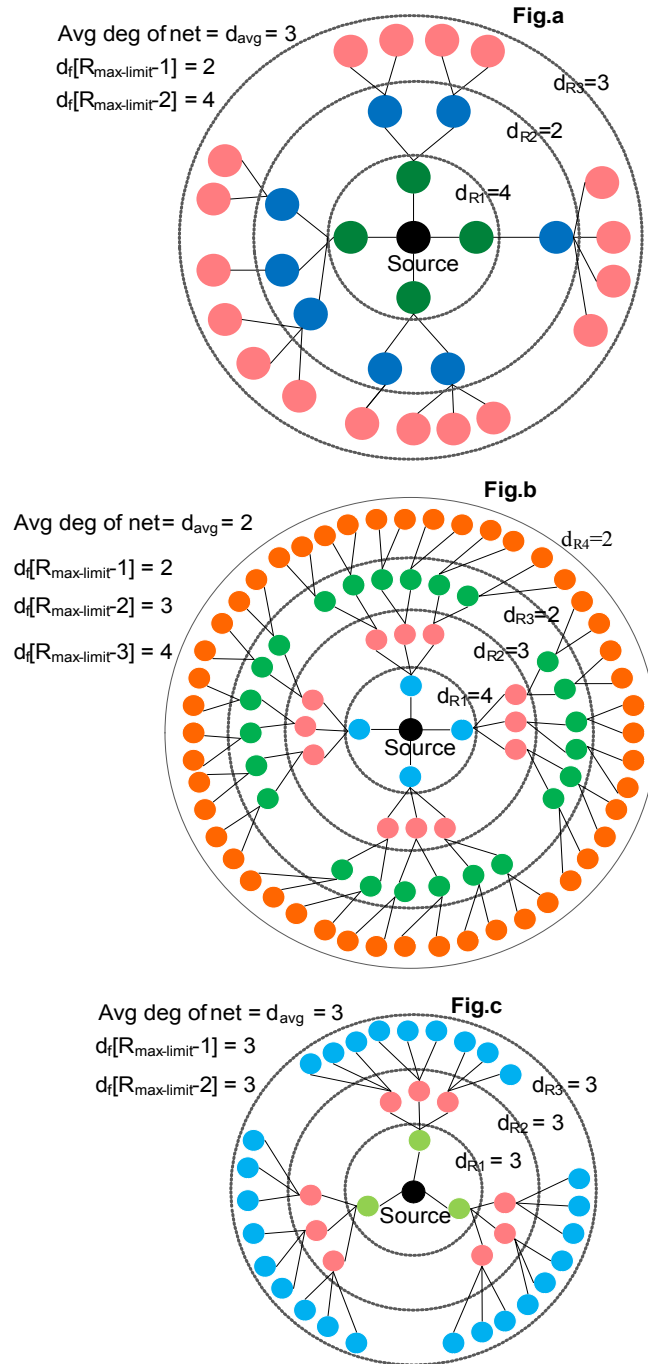 Fig.a
Avg deg of net = d_avg = 3
d_f[R_max-limit-1] = 2
d_f[R_max-limit-2] = 4
d_R3=3
d_R2=2
d_R1=4
Source
Fig.b
Avg deg of net = d_avg = 2
d_f[R_max-limit-1] = 2
d_f[R_max-limit-2] = 3
d_f[R_max-limit-3] = 4
d_R4=2
d_R3=2
d_R2=3
d_R1=4
Source
Fig.c
Avg deg of net = d_avg = 3
d_f[R_max-limit-1] = 3
d_f[R_max-limit-2] = 3
d_R3 = 3
d_R2 = 3
d_R1 = 3
Source